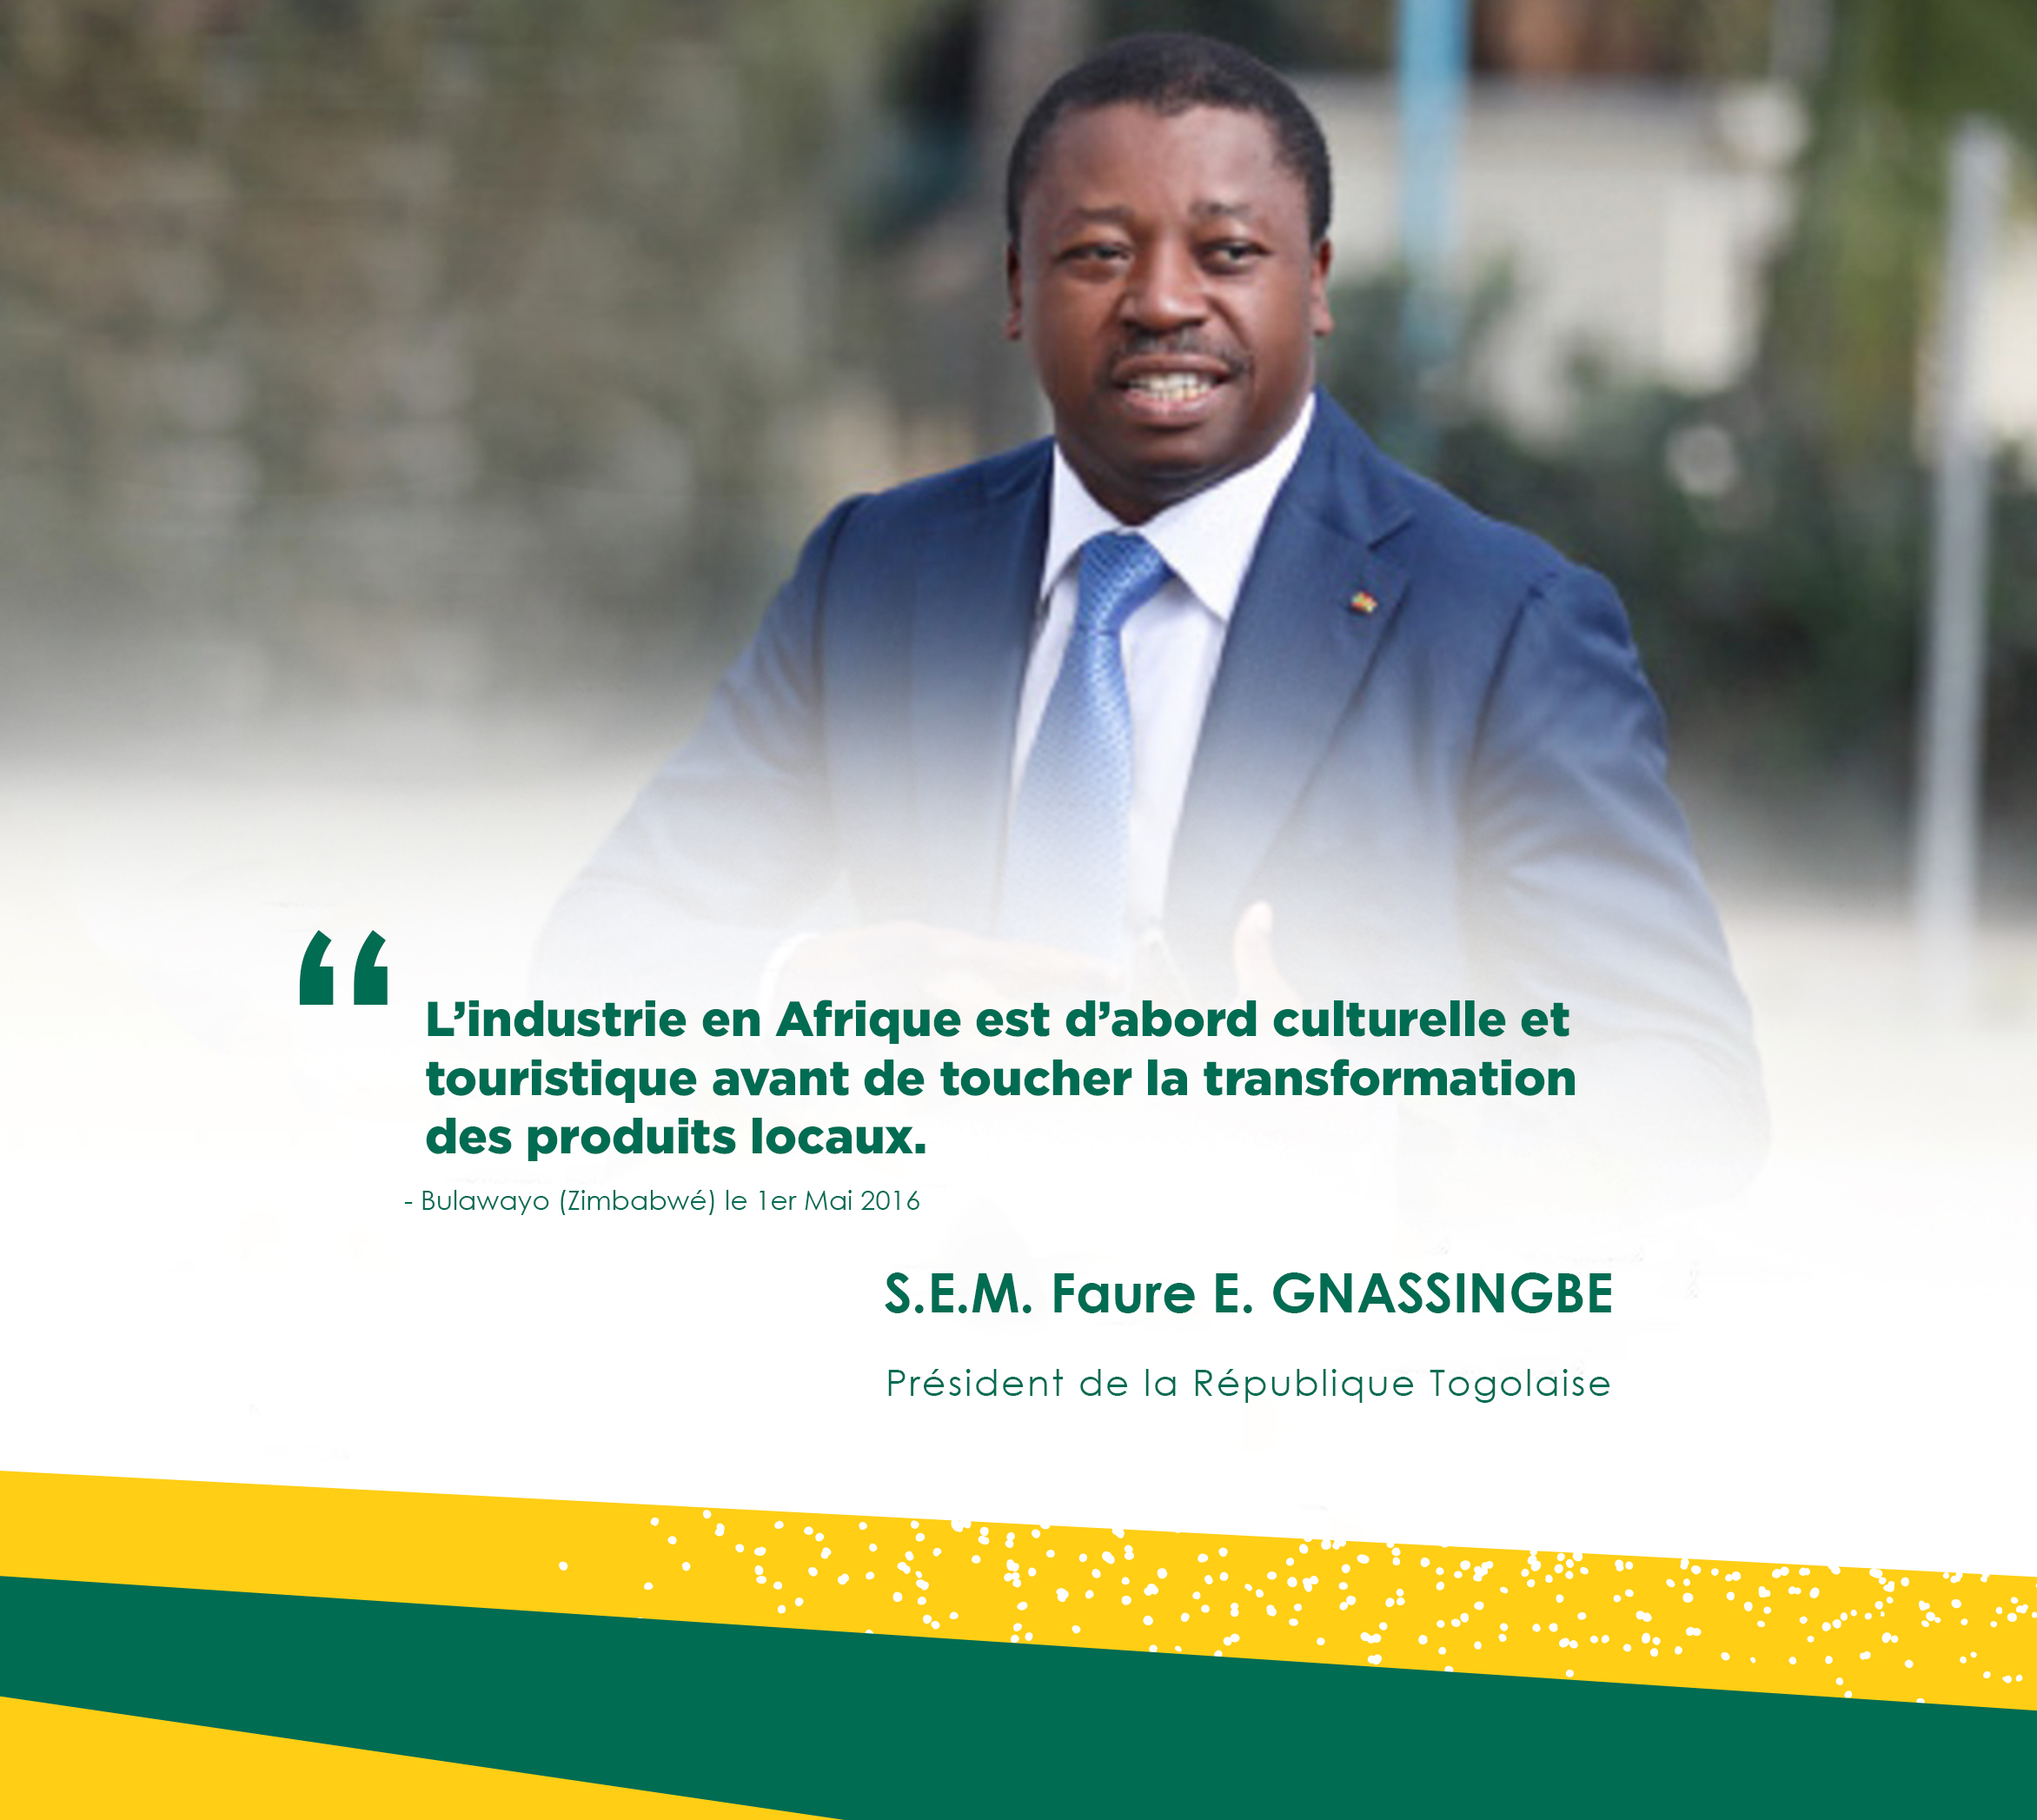 “
L’industrie en Afrique est d’abord culturelle et
touristique avant de toucher la transformation
des produits locaux.
- Bulawayo (Zimbabwé) le 1er Mai 2016
S.E.M. Faure E. GNASSINGBE
Président de la République Togolaise